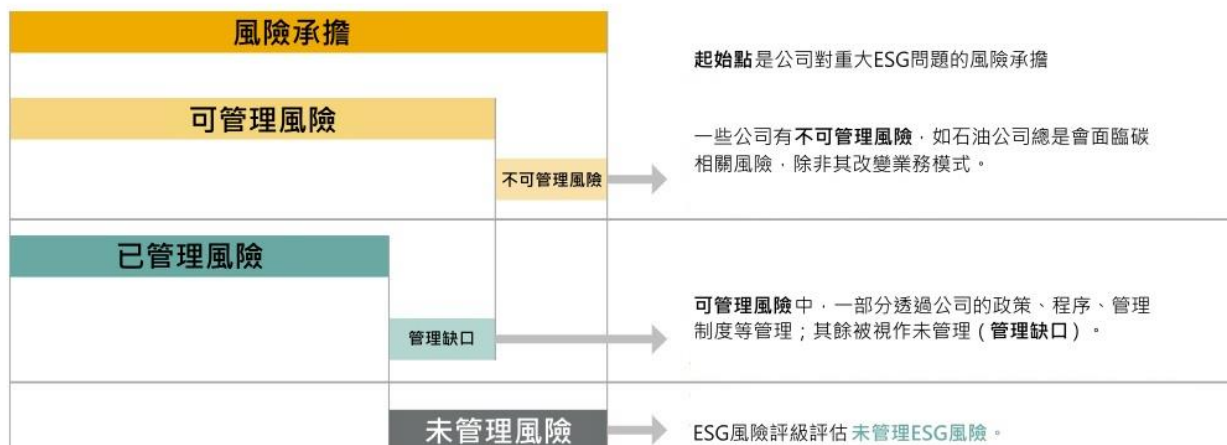 風險承擔
起始點是公司對重大ESG問題的風險承擔
可管理風險
一些公司有不可管理風險，如石油公司總是會面臨碳
相關風險，除非其改變業務模式。
不可管理風險
已管理風險
可管理風險中，一部分透過公司的政策、程序、管理
制度等管理；其餘被視作未管理（管理缺口）。
管理缺口
未管理風險
ESG風險評級評估未管理ESG風險。